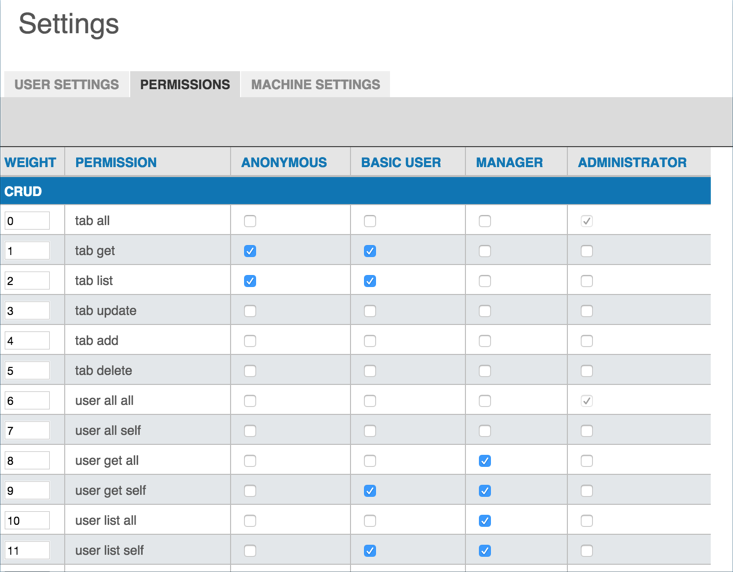 Settings
USER SETTINGS PERMISSIONS MACHINE SETTINGS
WEIGHT PERMISSION ANONYMOUS BASIC USER MANAGER ADMINISTRATOR
CRUD
0 tab all
1 tab get
2 tab list
3 tab update
4 tab add
5 tab delete
6 user all all
7 user all self
8 user get all
9 user get self
10 user list all
11 user list self